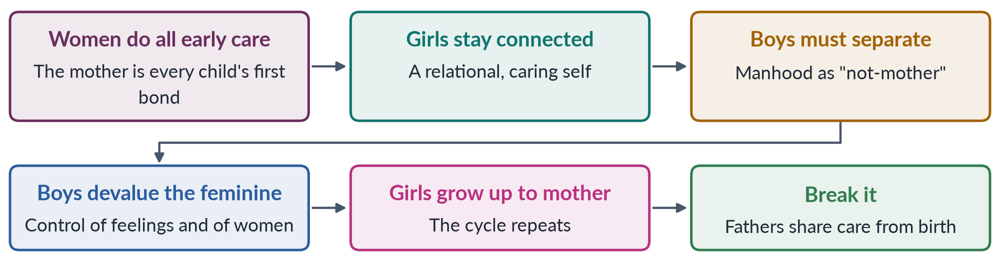 Women do all early care
The mother is every child's first
bond
Girls stay connected
A relational, caring self
Boys must separate
Manhood as "not-mother"
Boys devalue the feminine
Control of feelings and of women
Girls grow up to mother
The cycle repeats
Break it
Fathers share care from birth